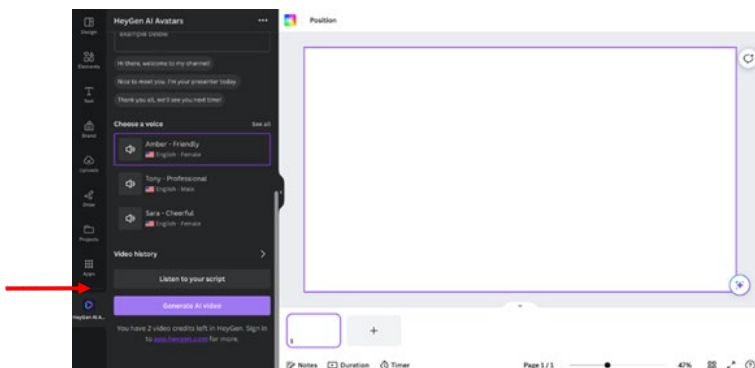 HeyGen AI Avatars
Position
Design
example below
Elements
Hi there, welcome to my channel!
Nice to meet you. I'm your presenter today.
Text
Thank you all, we'll see you next time!
Brand
Choose a voice See all
Amber - Friendly
English - Female
Uploads
Tony - Professional
English - Male
Draw
Sara - Cheerful
English - Female
Projects
Video history
Apps
Listen to your script
Generate AI video
HeyGen AI A...
You have 2 video credits left in HeyGen. Sign in
to app.heygen.com for more.
1
Notes Duration Timer Page 1 / 1 47%